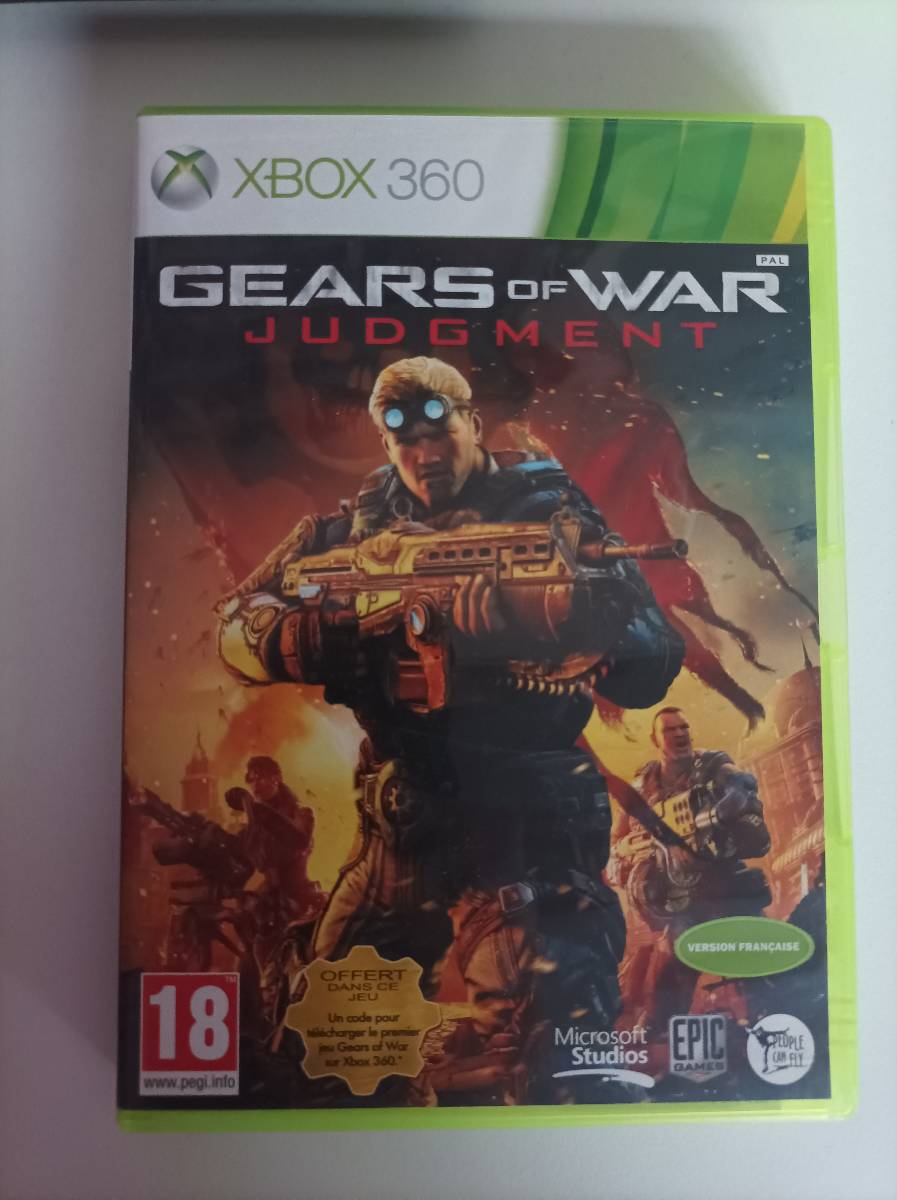 XBOX 360
PAL
GEARS OF WAR
JUDGMENT
VERSION FRANÇAISE
OFFERT
DANS CE
JEU
Un code pour
télécharger le premier
jeu Gears of War
sur Xbox 360.*
18
TM
www.pegi.info
Microsoft
Studios
EPIC
GAMES
PEOPLE
CAN FLY